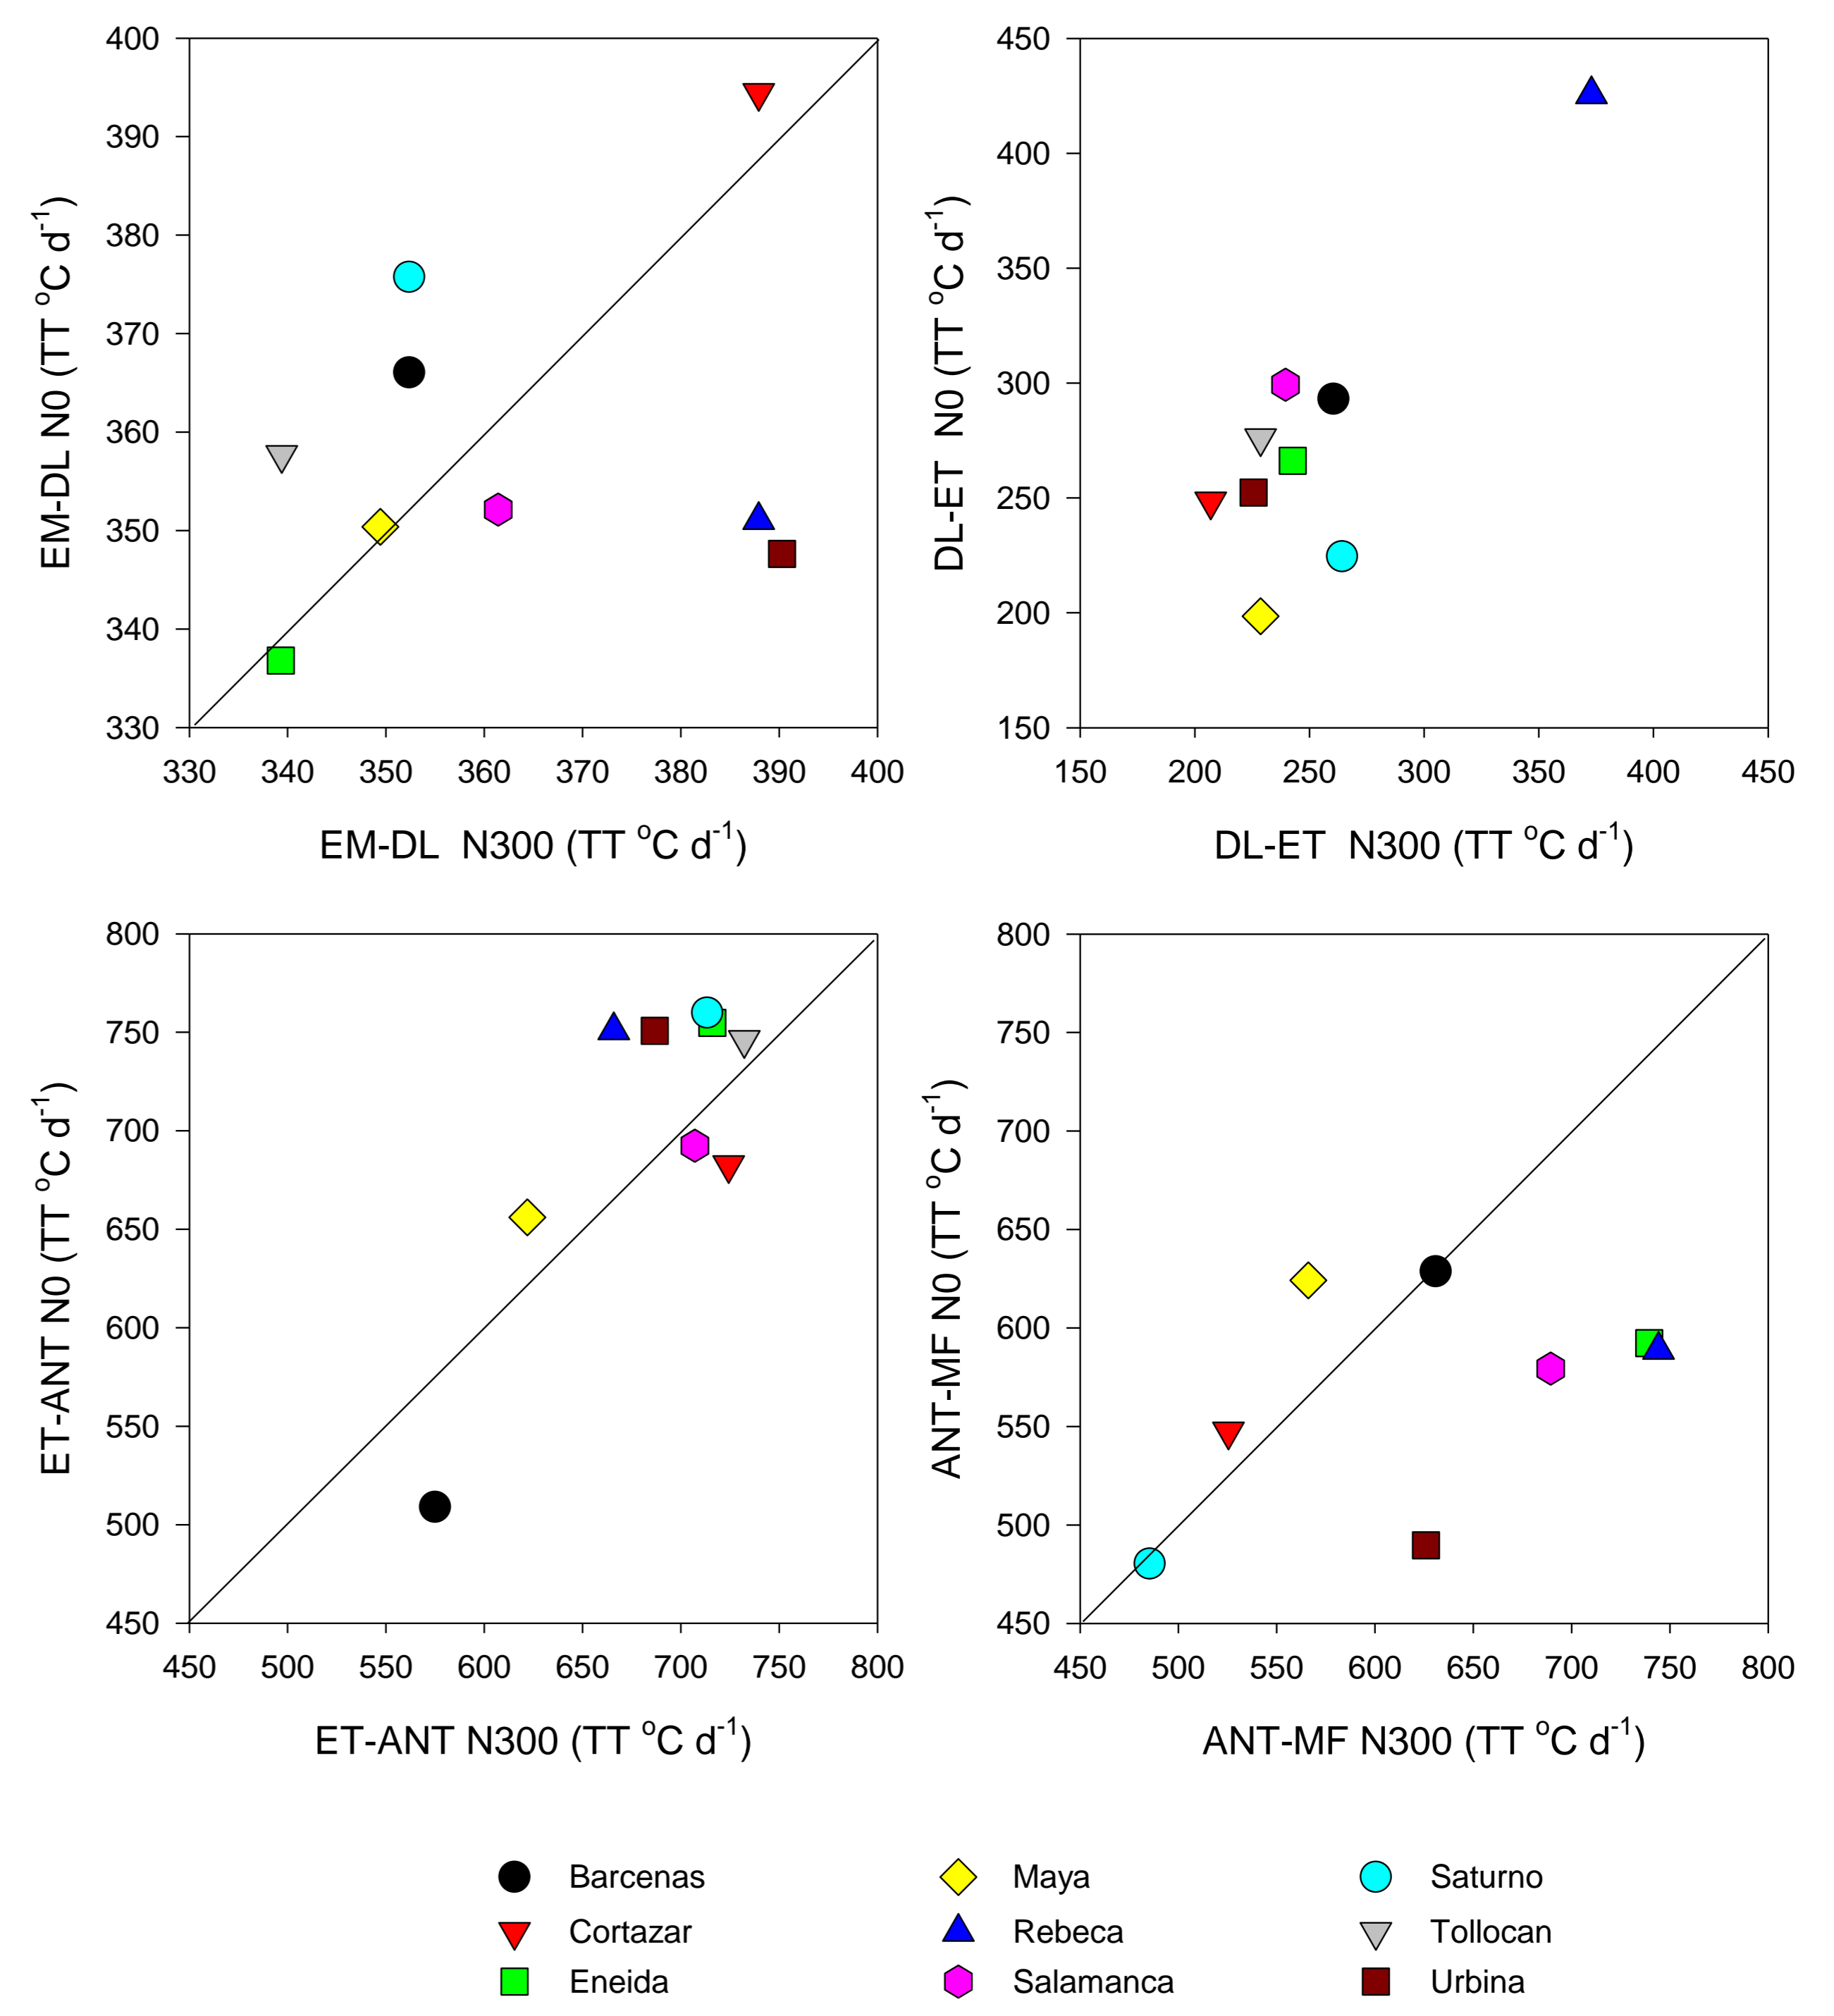 400
390
380
370
360
350
340
330
EM-DL N0 (TT °C d-1)
330 340 350 360 370 380 390 400
EM-DL N300 (TT °C d-1)
450
400
350
300
250
200
150
DL-ET N0 (TT °C d-1)
150 200 250 300 350 400 450
DL-ET N300 (TT °C d-1)
800
750
700
650
600
550
500
450
ET-ANT N0 (TT °C d-1)
450 500 550 600 650 700 750 800
ET-ANT N300 (TT °C d-1)
800
750
700
650
600
550
500
450
ANT-MF N0 (TT °C d-1)
450 500 550 600 650 700 750 800
ANT-MF N300 (TT °C d-1)
Barcenas Maya Saturno
Cortazar Rebeca Tollocan
Eneida Salamanca Urbina